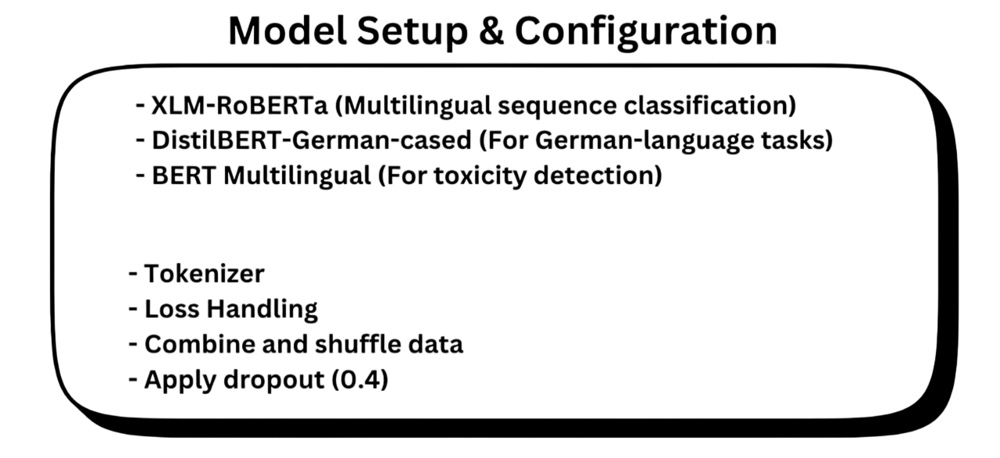 Model Setup & Configuration
- XLM-RoBERTa (Multilingual sequence classification)
- DistilBERT-German-cased (For German-language tasks)
- BERT Multilingual (For toxicity detection)
- Tokenizer
- Loss Handling
- Combine and shuffle data
- Apply dropout (0.4)